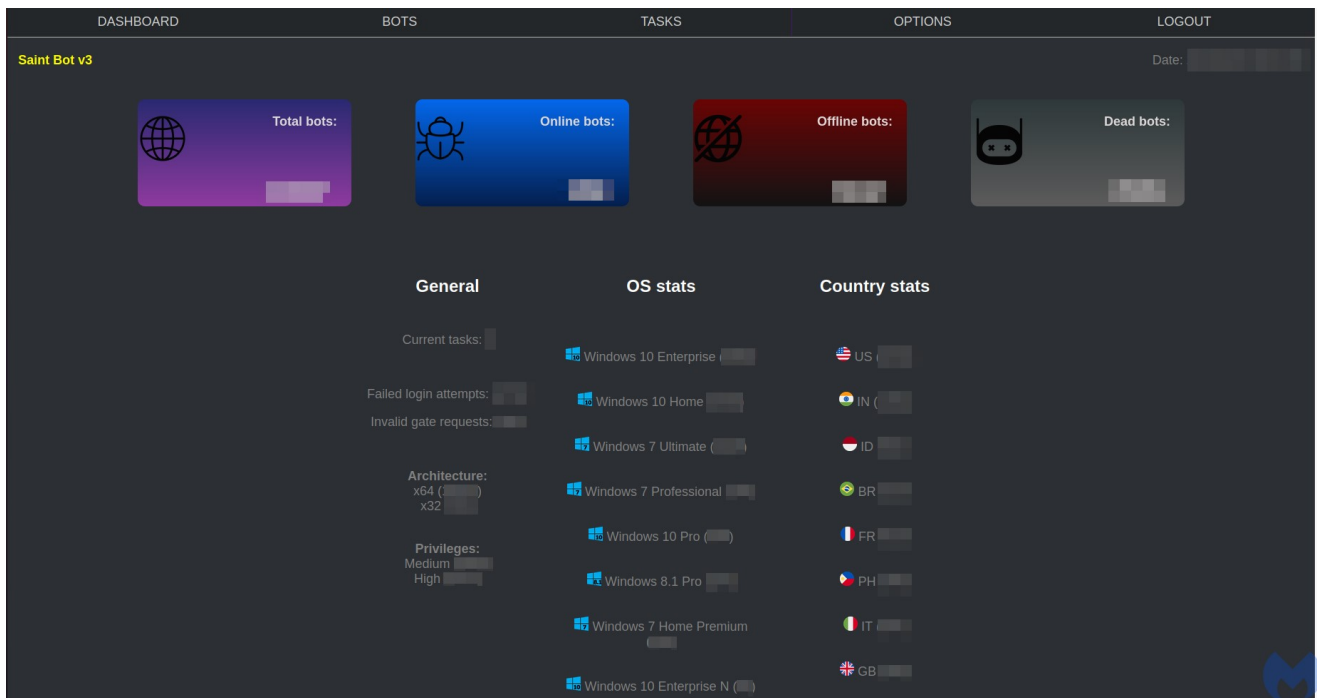 DASHBOARD BOTS TASKS OPTIONS LOGOUT
Saint Bot v3
Date:
Total bots:
Online bots:
Offline bots:
Dead bots:
General
Current tasks:
Failed login attempts:
Invalid gate requests:
Architecture:
x64 (
x32
Privileges:
Medium
High
OS stats
Windows 10 Enterprise (
Windows 10 Home
Windows 7 Ultimate (
Windows 7 Professional
Windows 10 Pro (
Windows 8.1 Pro
Windows 7 Home Premium
Windows 10 Enterprise N (
Country stats
US (
IN (
ID
BR
FR
PH
IT
GB